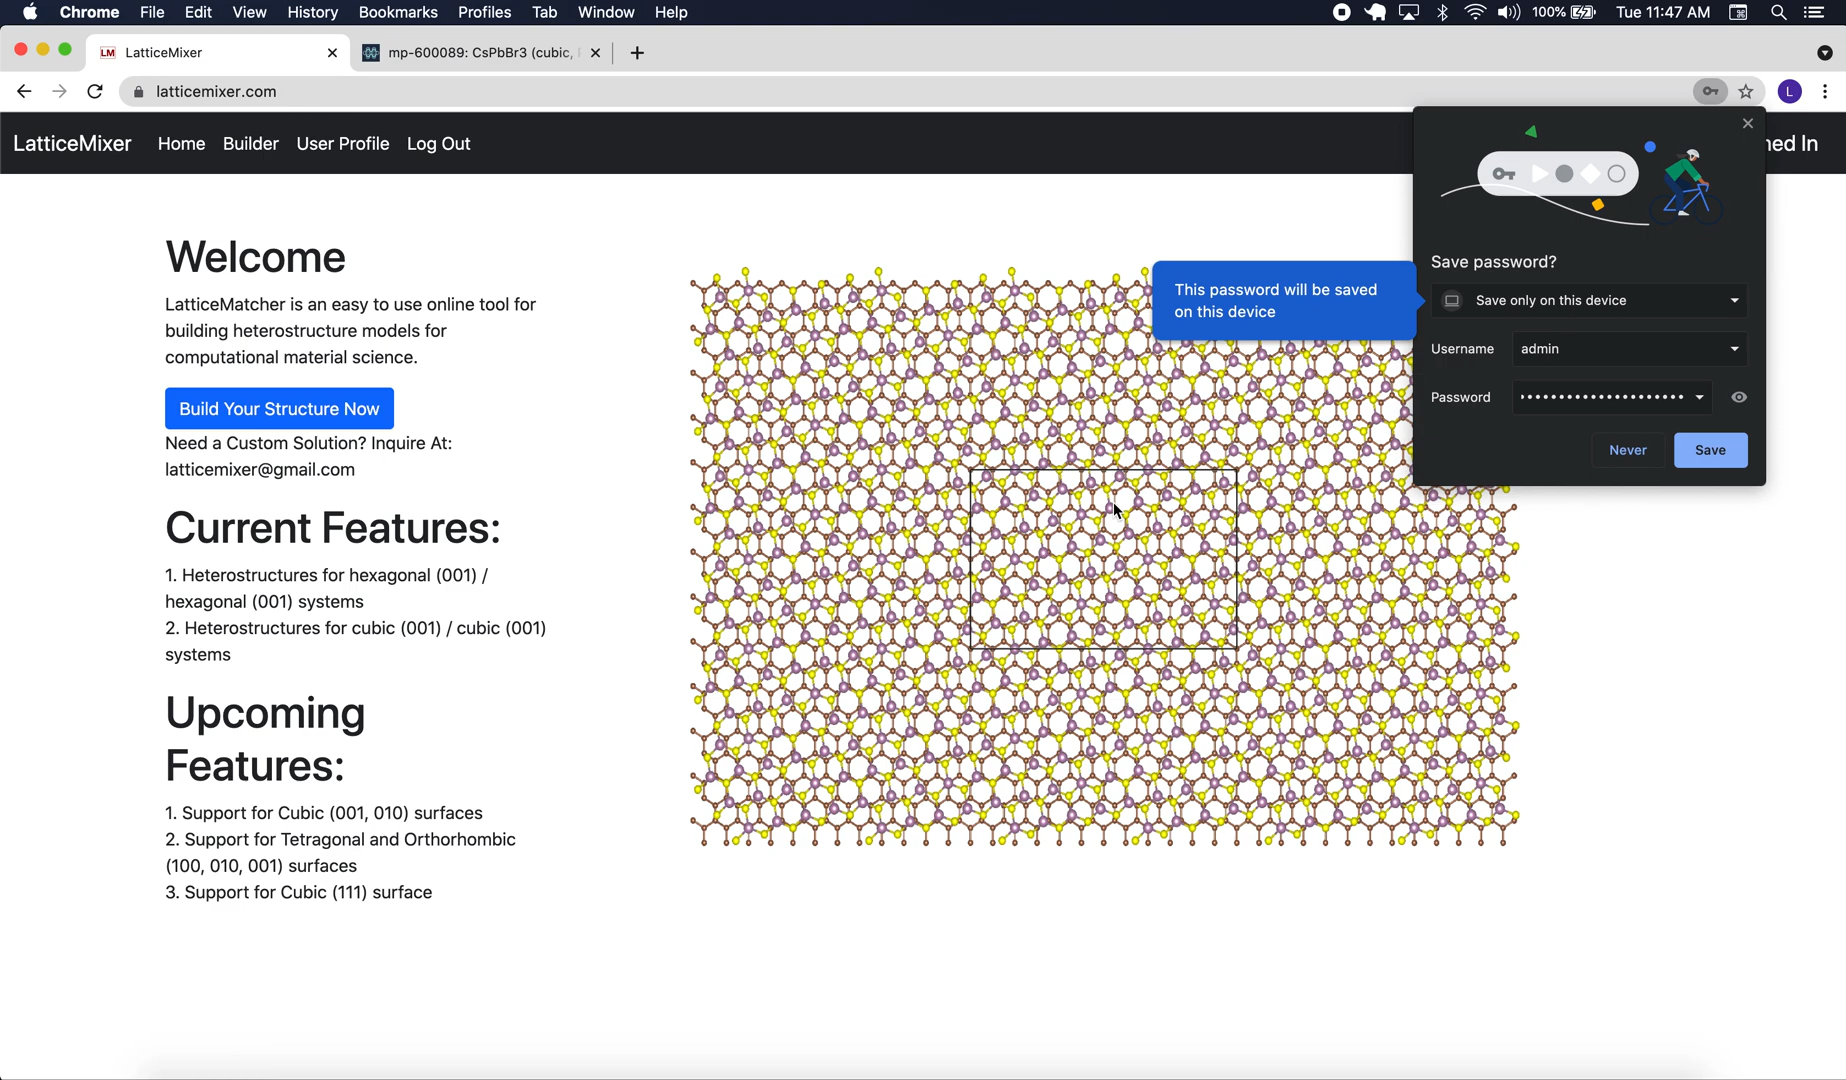 Chrome File Edit View History Bookmarks Profiles Tab Window Help 100% Tue 11:47 AM
LM LatticeMixer mp-600089: CsPbBr3 (cubic,
latticemixer.com L
LatticeMixer Home Builder User Profile Log Out ned In
Welcome
LatticeMatcher is an easy to use online tool for
building heterostructure models for
computational material science.
Build Your Structure Now
Need a Custom Solution? Inquire At:
latticemixer@gmail.com
Current Features:
1. Heterostructures for hexagonal (001) /
hexagonal (001) systems
2. Heterostructures for cubic (001) / cubic (001)
systems
Upcoming
Features:
1. Support for Cubic (001, 010) surfaces
2. Support for Tetragonal and Orthorhombic
(100, 010, 001) surfaces
3. Support for Cubic (111) surface
This password will be saved
on this device
Save password?
Save only on this device
Username admin
Password ••••••••••••••••••••••
Never Save